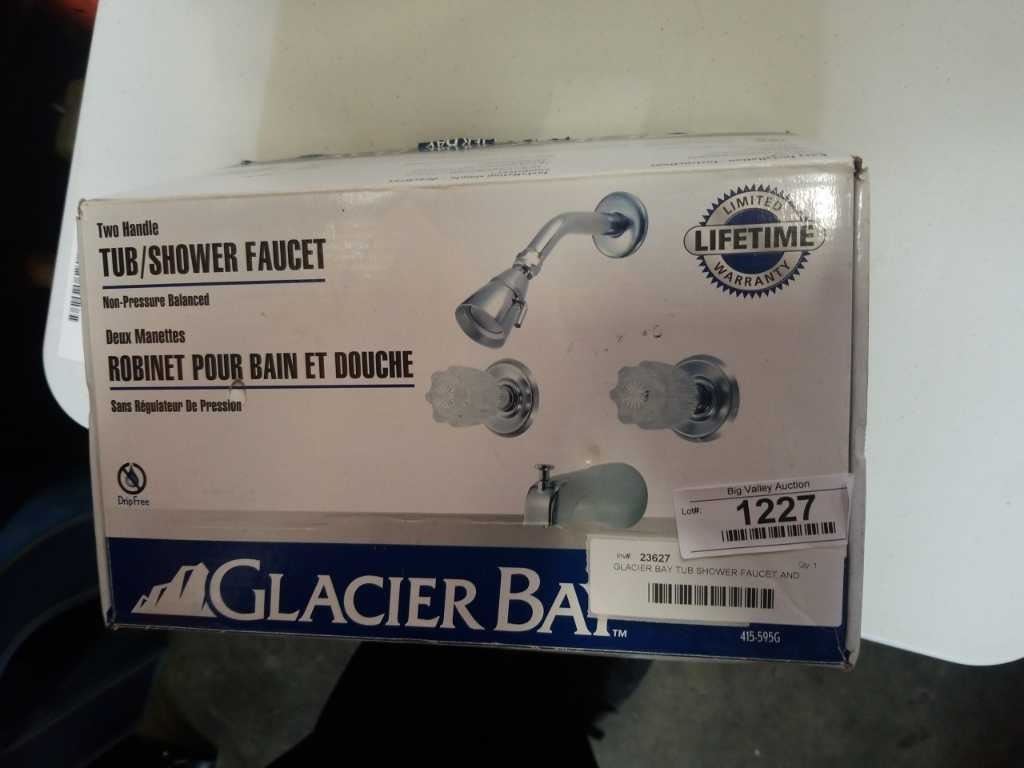 Two Handle
TUB/SHOWER FAUCET
Non-Pressure Balanced
Deux Manettes
ROBINET POUR BAIN ET DOUCHE
Sans Régulateur De Pression
DripFree
LIMITED
LIFETIME
WARRANTY
Big Valley Auction
Lot#: 1227
Inv#: 23627 Qty: 1
GLACIER BAY TUB SHOWER FAUCET AND
GLACIER BAY™
415-595G